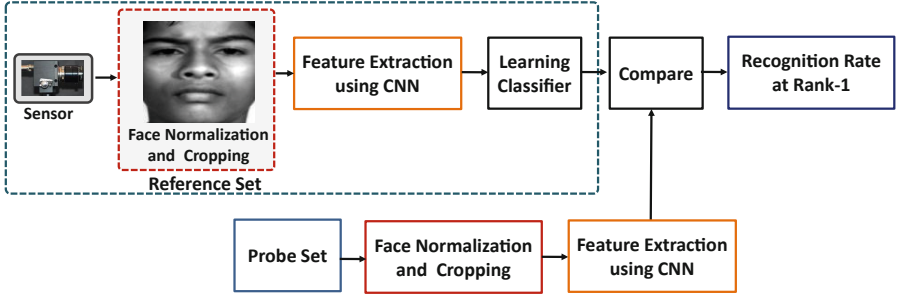 Sensor
Face Normalization
and Cropping
Feature Extraction
using CNN
Learning
Classifier
Reference Set
Compare
Recognition Rate
at Rank-1
Probe Set
Face Normalization
and Cropping
Feature Extraction
using CNN